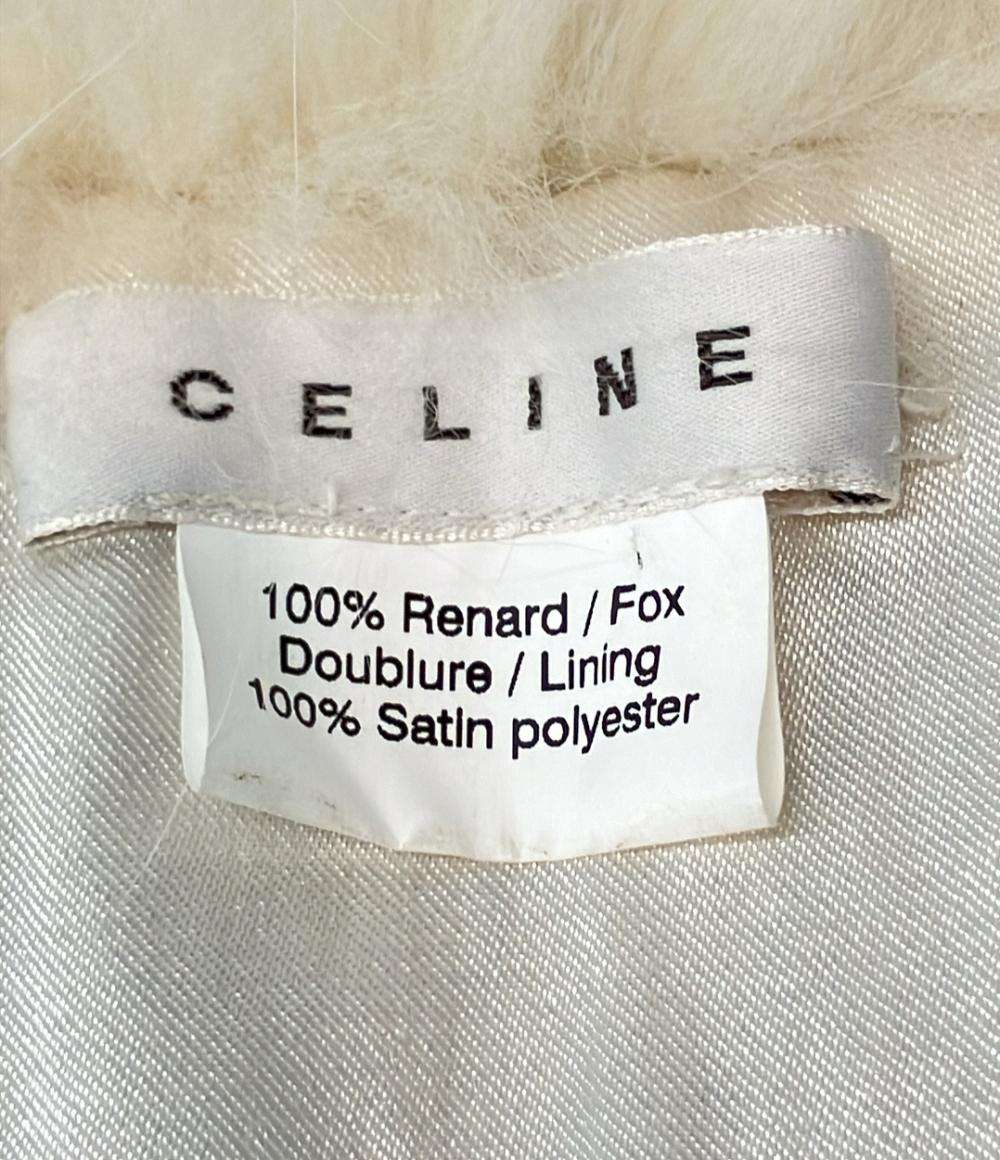 CELINE
100% Renard / Fox
Doublure / Lining
100% Satin polyester